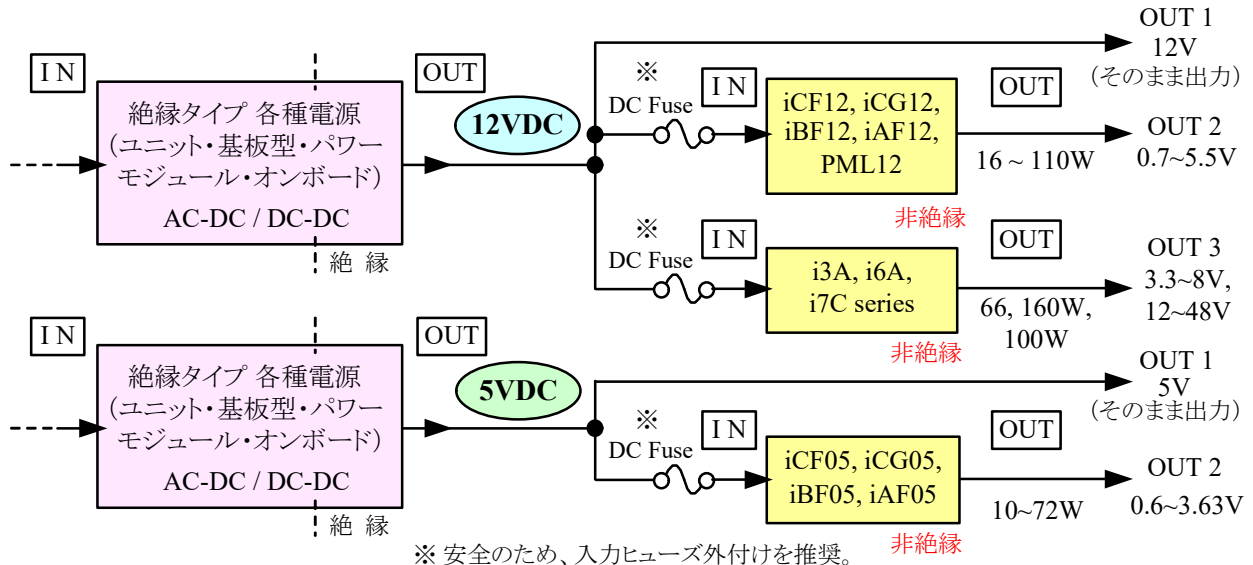 I N
絶縁タイプ 各種電源
(ユニット・基板型・パワー
モジュール・オンボード)
AC-DC / DC-DC
絶 縁
OUT
12VDC
OUT 1
12V
(そのまま出力)
※
DC Fuse
I N
iCF12, iCG12,
iBF12, iAF12,
PML12
非絶縁
OUT
16 ~ 110W
OUT 2
0.7~5.5V
※
DC Fuse
I N
i3A, i6A,
i7C series
非絶縁
OUT
66, 160W,
100W
OUT 3
3.3~8V,
12~48V
I N
絶縁タイプ 各種電源
(ユニット・基板型・パワー
モジュール・オンボード)
AC-DC / DC-DC
絶 縁
OUT
5VDC
OUT 1
5V
(そのまま出力)
※
DC Fuse
I N
iCF05, iCG05,
iBF05, iAF05
非絶縁
OUT
10~72W
OUT 2
0.6~3.63V
※ 安全のため、入力ヒューズ外付けを推奨。